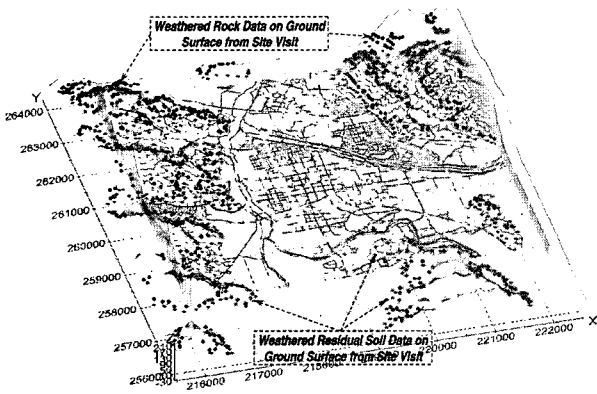 Weathered Rock Data on Ground
Surface from Site Visit
Y
264000
263000
262000
261000
260000
259000
258000
257000
256000
-30
216000
217000
220000
221000
222000
X
Weathered Residual Soil Data on
Ground Surface from Site Visit